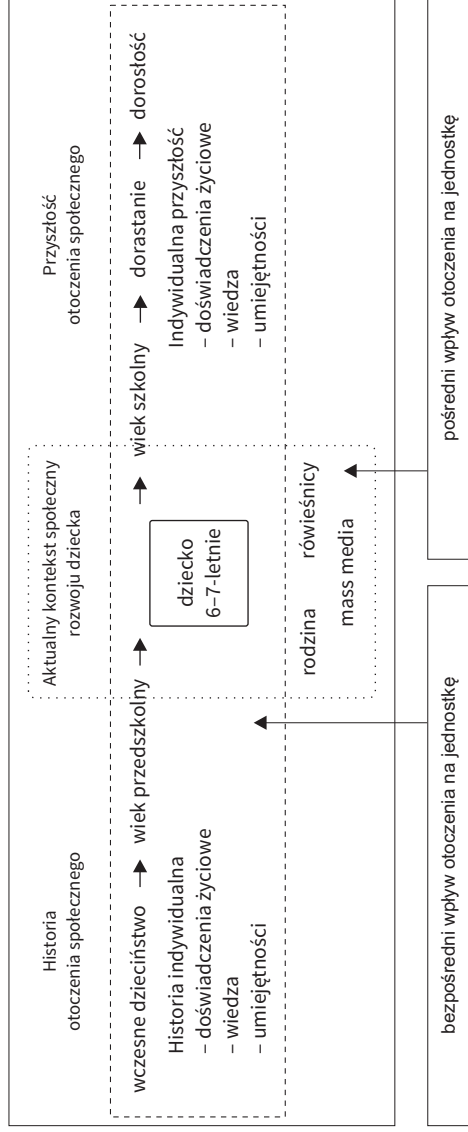 Historia
otoczenia społecznego
Aktualny kontekst społeczny
rozwoju dziecka
Przyszłość
otoczenia społecznego
wczesne dzieciństwo → wiek przedszkolny → → wiek szkolny → dorastanie → dorosłość
Historia indywidualna
– doświadczenia życiowe
– wiedza
– umiejętności
dziecko
6–7-letnie
Indywidualna przyszłość
– doświadczenia życiowe
– wiedza
– umiejętności
rodzina rówieśnicy
mass media
bezpośredni wpływ otoczenia na jednostkę
pośredni wpływ otoczenia na jednostkę